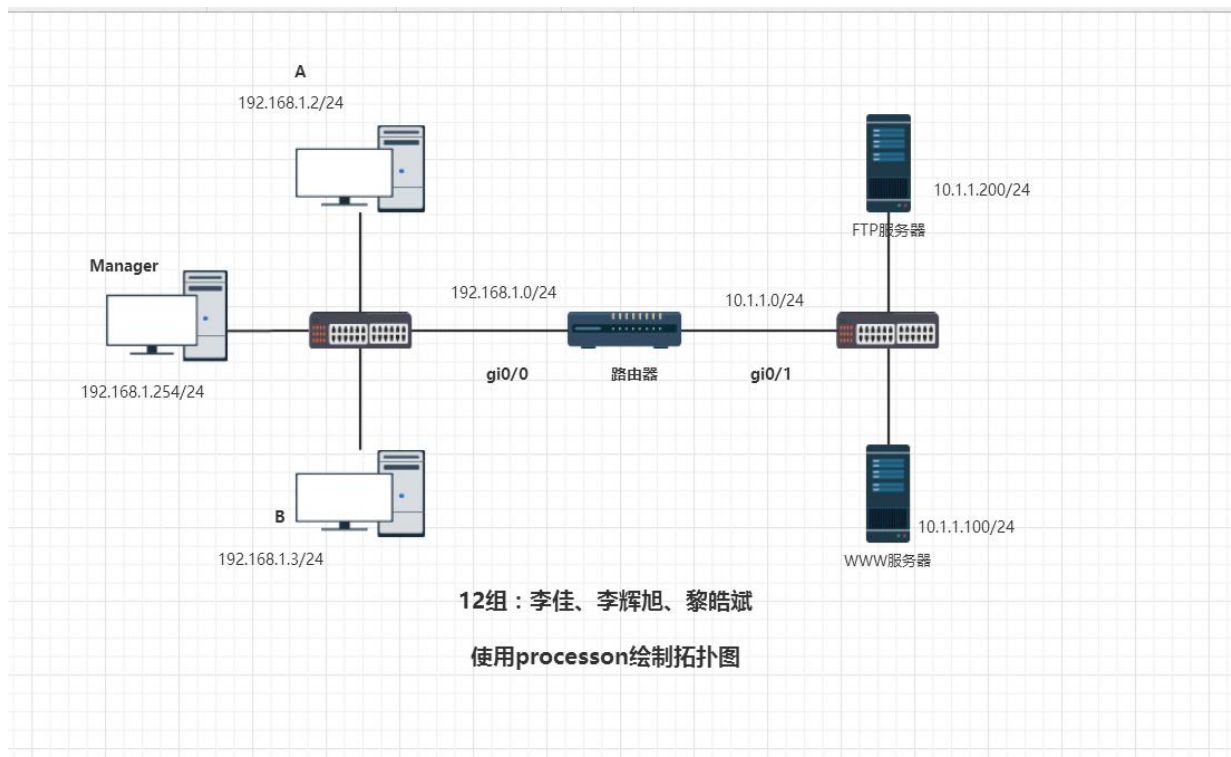 A
192.168.1.2/24
10.1.1.200/24
FTP服务器
Manager
192.168.1.0/24
10.1.1.0/24
gi0/0
路由器
gi0/1
192.168.1.254/24
B
10.1.1.100/24
192.168.1.3/24
WWW服务器
12组：李佳、李辉旭、黎皓斌
使用processon绘制拓扑图